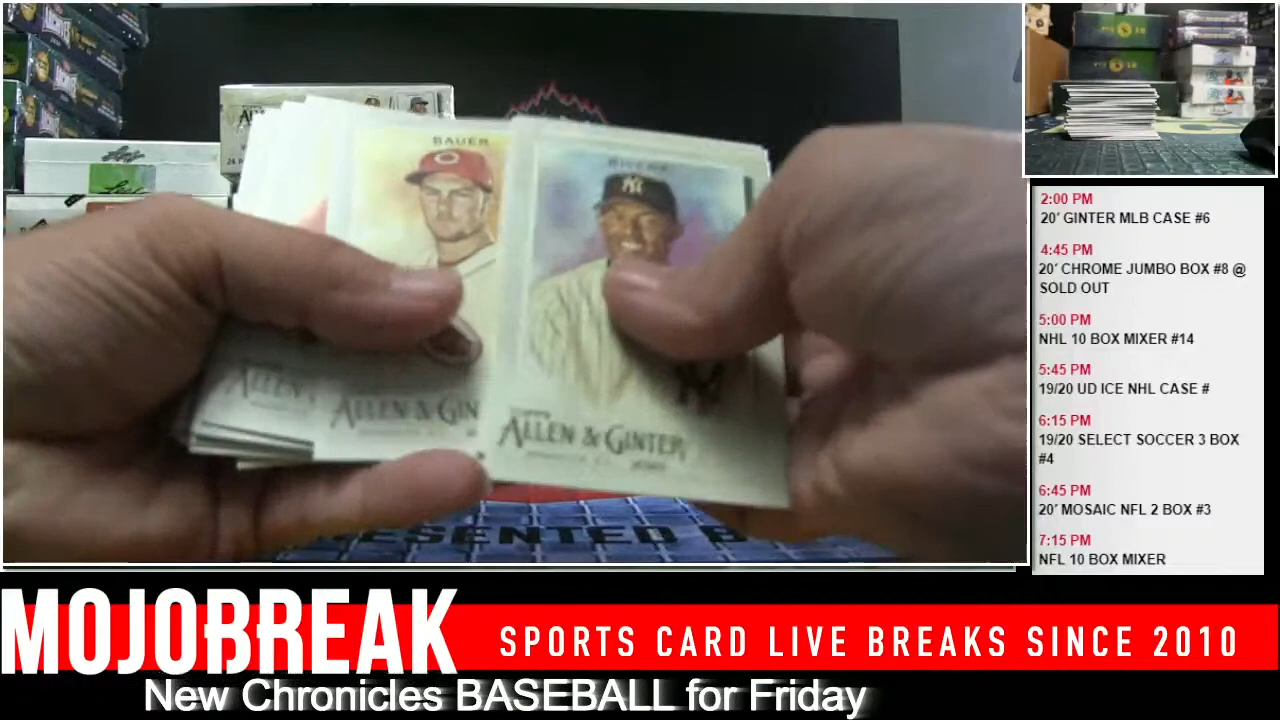 BAUER
RIVERA
ALLEN & GIN
ALLEN & GINTER
ESENTED B
2:00 PM
20' GINTER MLB CASE #6
4:45 PM
20' CHROME JUMBO BOX #8 @
SOLD OUT
5:00 PM
NHL 10 BOX MIXER #14
5:45 PM
19/20 UD ICE NHL CASE #
6:15 PM
19/20 SELECT SOCCER 3 BOX
#4
6:45 PM
20' MOSAIC NFL 2 BOX #3
7:15 PM
NFL 10 BOX MIXER
MOJOBREAK
SPORTS CARD LIVE BREAKS SINCE 2010
New Chronicles BASEBALL for Friday